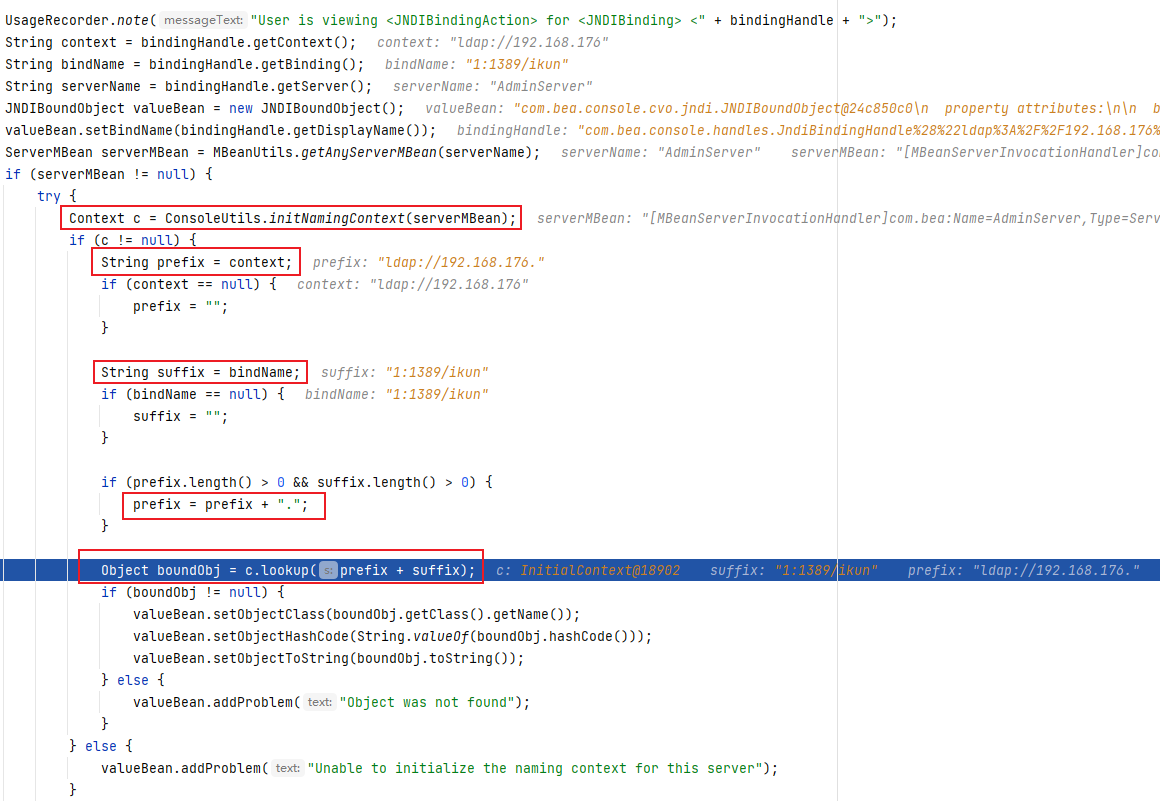 UsageRecorder.note( messageText: "User is viewing <JNDIBindingAction> for <JNDIBinding> <" + bindingHandle + ">");
String context = bindingHandle.getContext();   context: "ldap://192.168.176"
String bindName = bindingHandle.getBinding();   bindName: "1:1389/ikun"
String serverName = bindingHandle.getServer();   serverName: "AdminServer"
JNDIBoundObject valueBean = new JNDIBoundObject();   valueBean: "com.bea.console.cvo.jndi.JNDIBoundObject@24c850c0\n  property attributes:\n\n  b
valueBean.setBindName(bindingHandle.getDisplayName());   bindingHandle: "com.bea.console.handles.JndiBindingHandle%28%22ldap%3A%2F%2F192.168.176%
ServerMBean serverMBean = MBeanUtils.getAnyServerMBean(serverName);   serverName: "AdminServer"    serverMBean: "[MBeanServerInvocationHandler]co
if (serverMBean != null) {
    try {
        Context c = ConsoleUtils.initNamingContext(serverMBean);   serverMBean: "[MBeanServerInvocationHandler]com.bea:Name=AdminServer,Type=Serv
        if (c != null) {
            String prefix = context;   prefix: "ldap://192.168.176."
            if (context == null) {   context: "ldap://192.168.176"
                prefix = "";
            }
            String suffix = bindName;   suffix: "1:1389/ikun"
            if (bindName == null) {   bindName: "1:1389/ikun"
                suffix = "";
            }
            if (prefix.length() > 0 && suffix.length() > 0) {
                prefix = prefix + ".";
            }
            Object boundObj = c.lookup( s: prefix + suffix);   c: InitialContext@18902    suffix: "1:1389/ikun"    prefix: "ldap://192.168.176."
            if (boundObj != null) {
                valueBean.setObjectClass(boundObj.getClass().getName());
                valueBean.setObjectHashCode(String.valueOf(boundObj.hashCode()));
                valueBean.setObjectToString(boundObj.toString());
            } else {
                valueBean.addProblem( text: "Object was not found");
            }
        } else {
            valueBean.addProblem( text: "Unable to initialize the naming context for this server");
        }